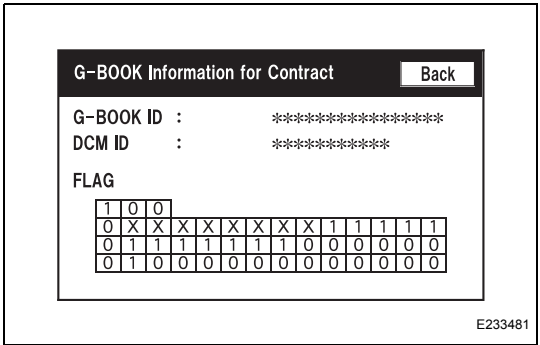 G-BOOK Information for Contract Back
G-BOOK ID : ****************
DCM ID : ***********
FLAG
1 0 0
0 X X X X X X X X 1 1 1 1 1
0 1 1 1 1 1 1 1 0 0 0 0 0 0
0 1 0 0 0 0 0 0 0 0 0 0 0 0
E233481